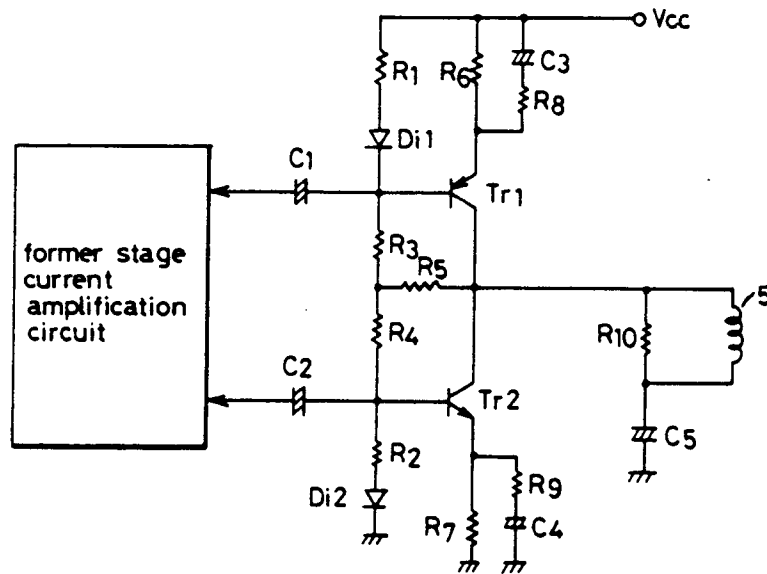 Vcc
R1
R6
C3
R8
Di1
C1
Tr1
former stage
current
amplification
circuit
R3
R5
5
R10
R4
C2
Tr2
C5
R2
R9
Di2
R7
C4